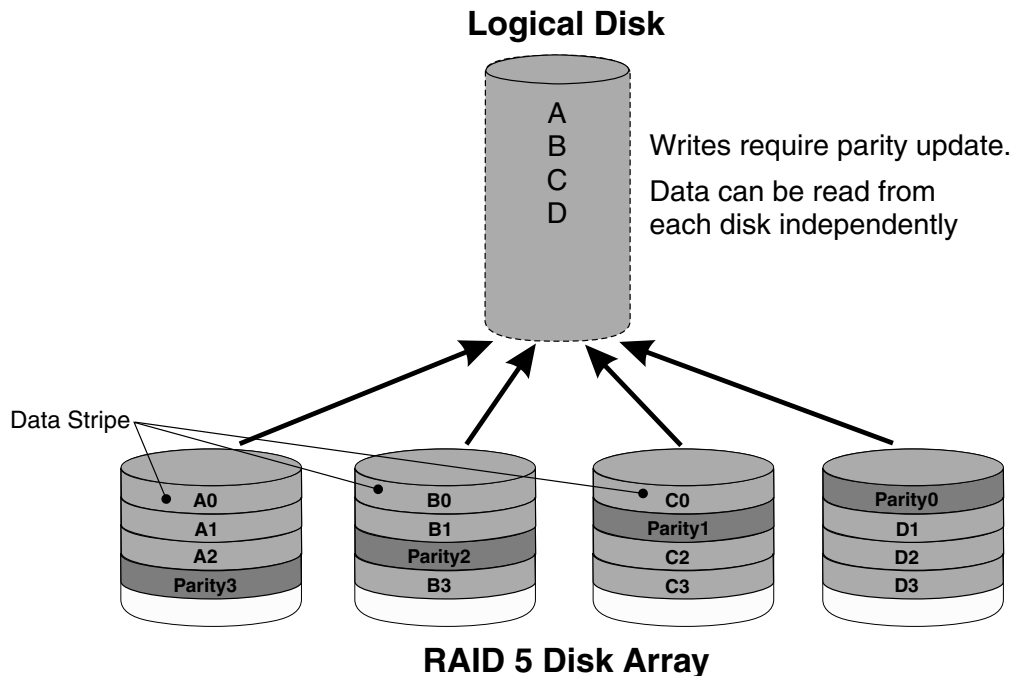 Logical Disk
A
B
C
D
Writes require parity update.
Data can be read from
each disk independently
Data Stripe
A0
A1
A2
Parity3
B0
B1
Parity2
B3
C0
Parity1
C2
C3
Parity0
D1
D2
D3
RAID 5 Disk Array